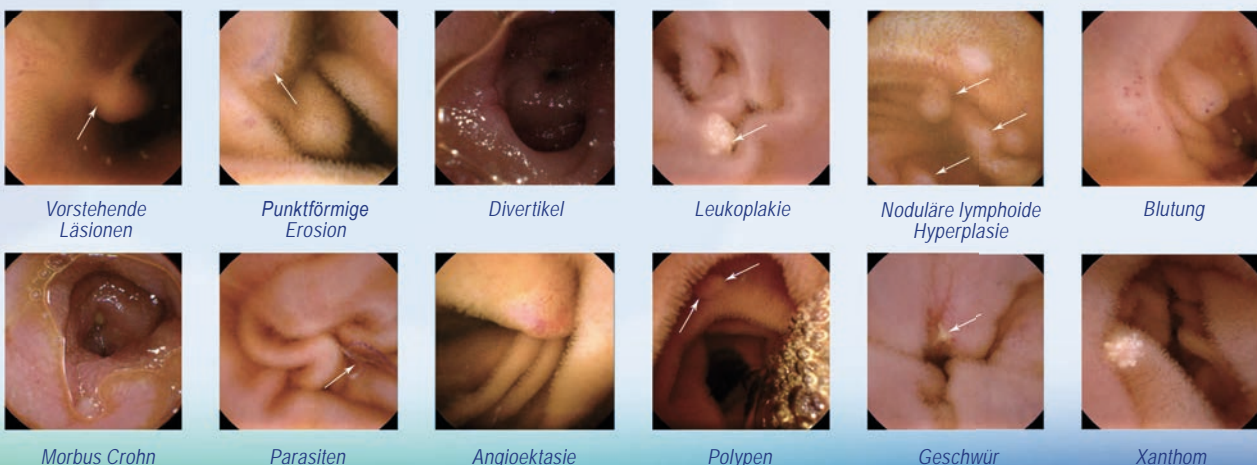 Vorstehende
Läsionen
Punktförmige
Erosion
Divertikel
Leukoplakie
Noduläre lymphoide
Hyperplasie
Blutung
Morbus Crohn
Parasiten
Angioektasie
Polypen
Geschwür
Xanthom